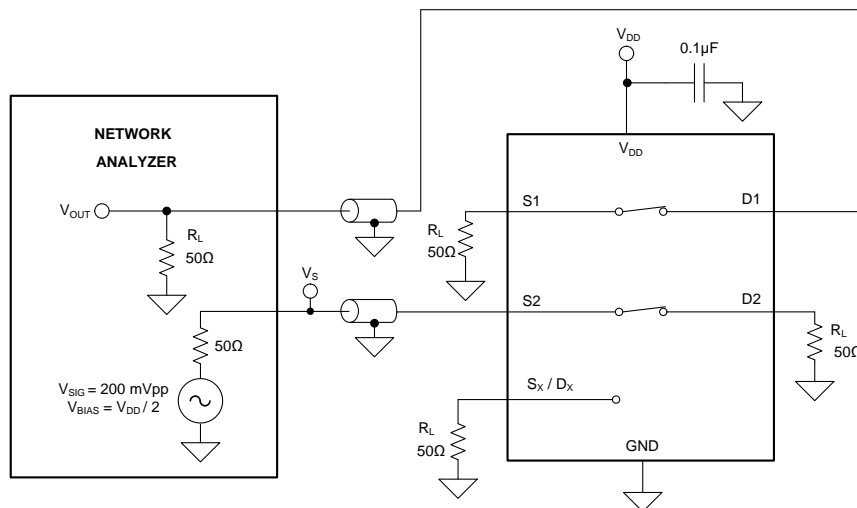 V_DD
0.1µF
NETWORK
ANALYZER
V_DD
V_OUT
S1
D1
R_L
50Ω
R_L
50Ω
V_S
S2
D2
50Ω
R_L
50Ω
V_SIG = 200 mVpp
V_BIAS = V_DD / 2
S_X / D_X
R_L
50Ω
GND